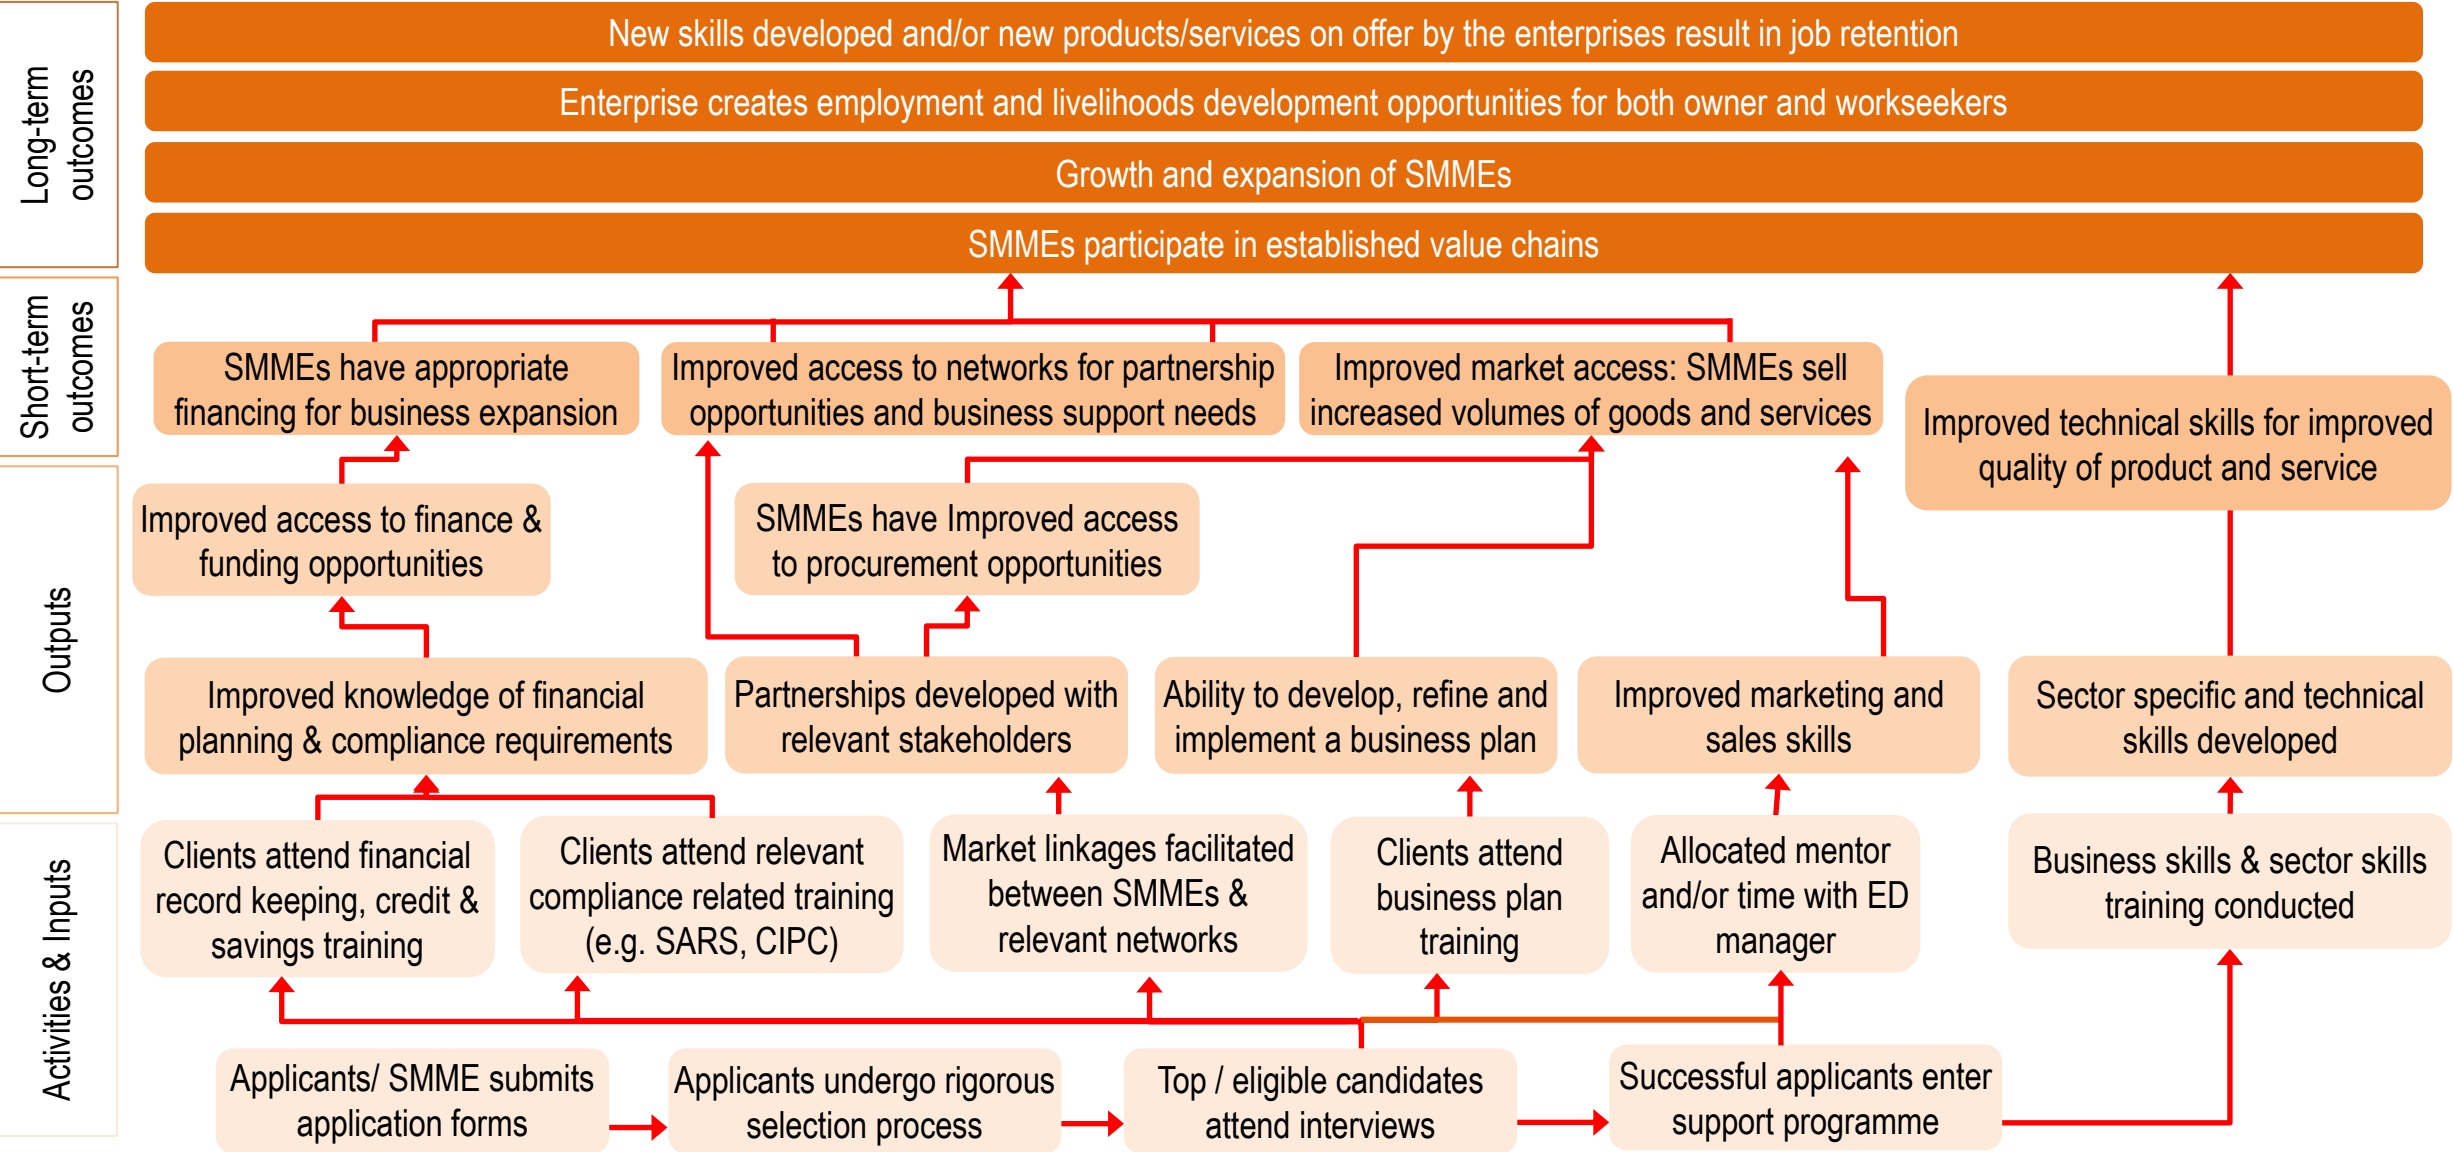 Long-term
outcomes
New skills developed and/or new products/services on offer by the enterprises result in job retention
Enterprise creates employment and livelihoods development opportunities for both owner and workseekers
Growth and expansion of SMMEs
SMMEs participate in established value chains
Short-term
outcomes
SMMEs have appropriate
financing for business expansion
Improved access to networks for partnership
opportunities and business support needs
Improved market access: SMMEs sell
increased volumes of goods and services
Improved technical skills for improved
quality of product and service
Outputs
Improved access to finance &
funding opportunities
SMMEs have Improved access
to procurement opportunities
Improved knowledge of financial
planning & compliance requirements
Partnerships developed with
relevant stakeholders
Ability to develop, refine and
implement a business plan
Improved marketing and
sales skills
Sector specific and technical
skills developed
Activities & Inputs
Clients attend financial
record keeping, credit &
savings training
Clients attend relevant
compliance related training
(e.g. SARS, CIPC)
Market linkages facilitated
between SMMEs &
relevant networks
Clients attend
business plan
training
Allocated mentor
and/or time with ED
manager
Business skills & sector skills
training conducted
Applicants/ SMME submits
application forms
Applicants undergo rigorous
selection process
Top / eligible candidates
attend interviews
Successful applicants enter
support programme